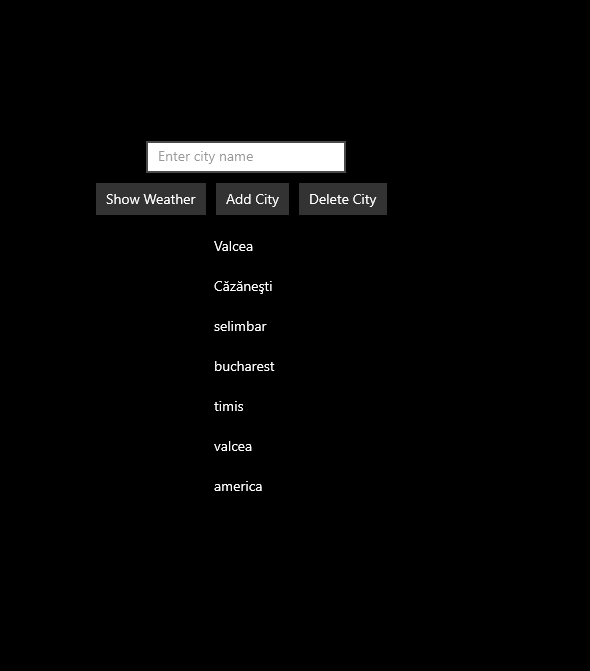 Enter city name
Show Weather Add City Delete City
Valcea
Căzăneşti
selimbar
bucharest
timis
valcea
america